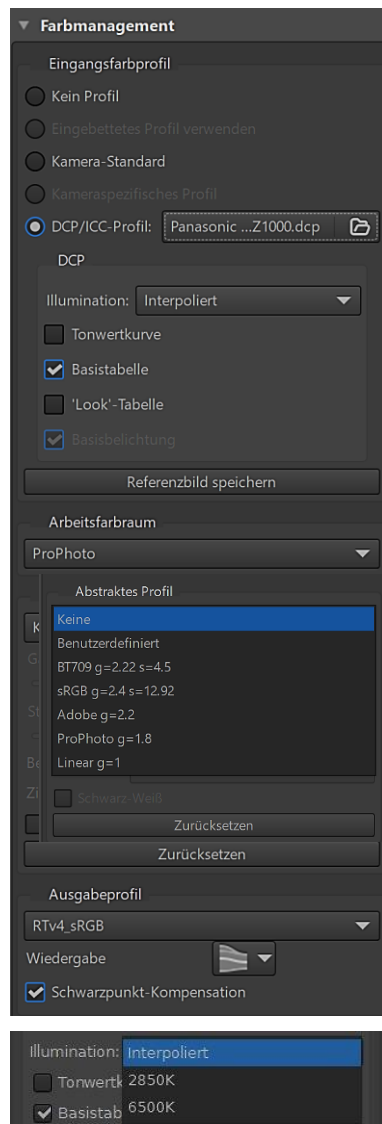 Farbmanagement
Eingangsfarbprofil
Kein Profil
Eingebettetes Profil verwenden
Kamera-Standard
Kameraspezifisches Profil
DCP/ICC-Profil: Panasonic ...Z1000.dcp
DCP
Illumination: Interpoliert
Tonwertkurve
Basistabelle
'Look'-Tabelle
Basisbelichtung
Referenzbild speichern
Arbeitsfarbraum
ProPhoto
Abstraktes Profil
Keine
Benutzerdefiniert
BT709 g=2.22 s=4.5
sRGB g=2.4 s=12.92
Adobe g=2.2
ProPhoto g=1.8
Linear g=1
Schwarz-Weiß
Zurücksetzen
Zurücksetzen
Ausgabeprofil
RTv4_sRGB
Wiedergabe
Schwarzpunkt-Kompensation
Illumination: Interpoliert
Tonwertk 2850K
Basistab 6500K